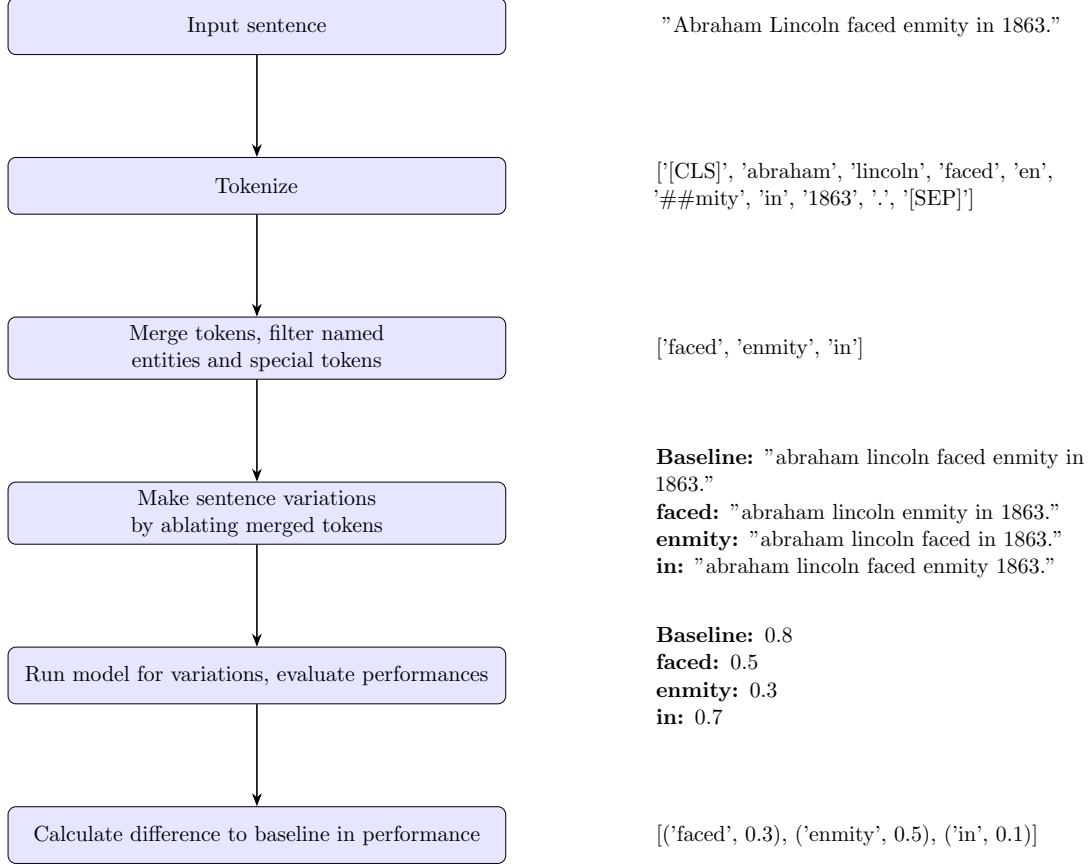 Input sentence
”Abraham Lincoln faced enmity in 1863.”
Tokenize
[’[CLS]’, ’abraham’, ’lincoln’, ’faced’, ’en’,
’##mity’, ’in’, ’1863’, ’.’, ’[SEP]’]
Merge tokens, filter named
entities and special tokens
[’faced’, ’enmity’, ’in’]
Make sentence variations
by ablating merged tokens
Baseline: ”abraham lincoln faced enmity in
1863.”
faced: ”abraham lincoln enmity in 1863.”
enmity: ”abraham lincoln faced in 1863.”
in: ”abraham lincoln faced enmity 1863.”
Run model for variations, evaluate performances
Baseline: 0.8
faced: 0.5
enmity: 0.3
in: 0.7
Calculate difference to baseline in performance
[(’faced’, 0.3), (’enmity’, 0.5), (’in’, 0.1)]